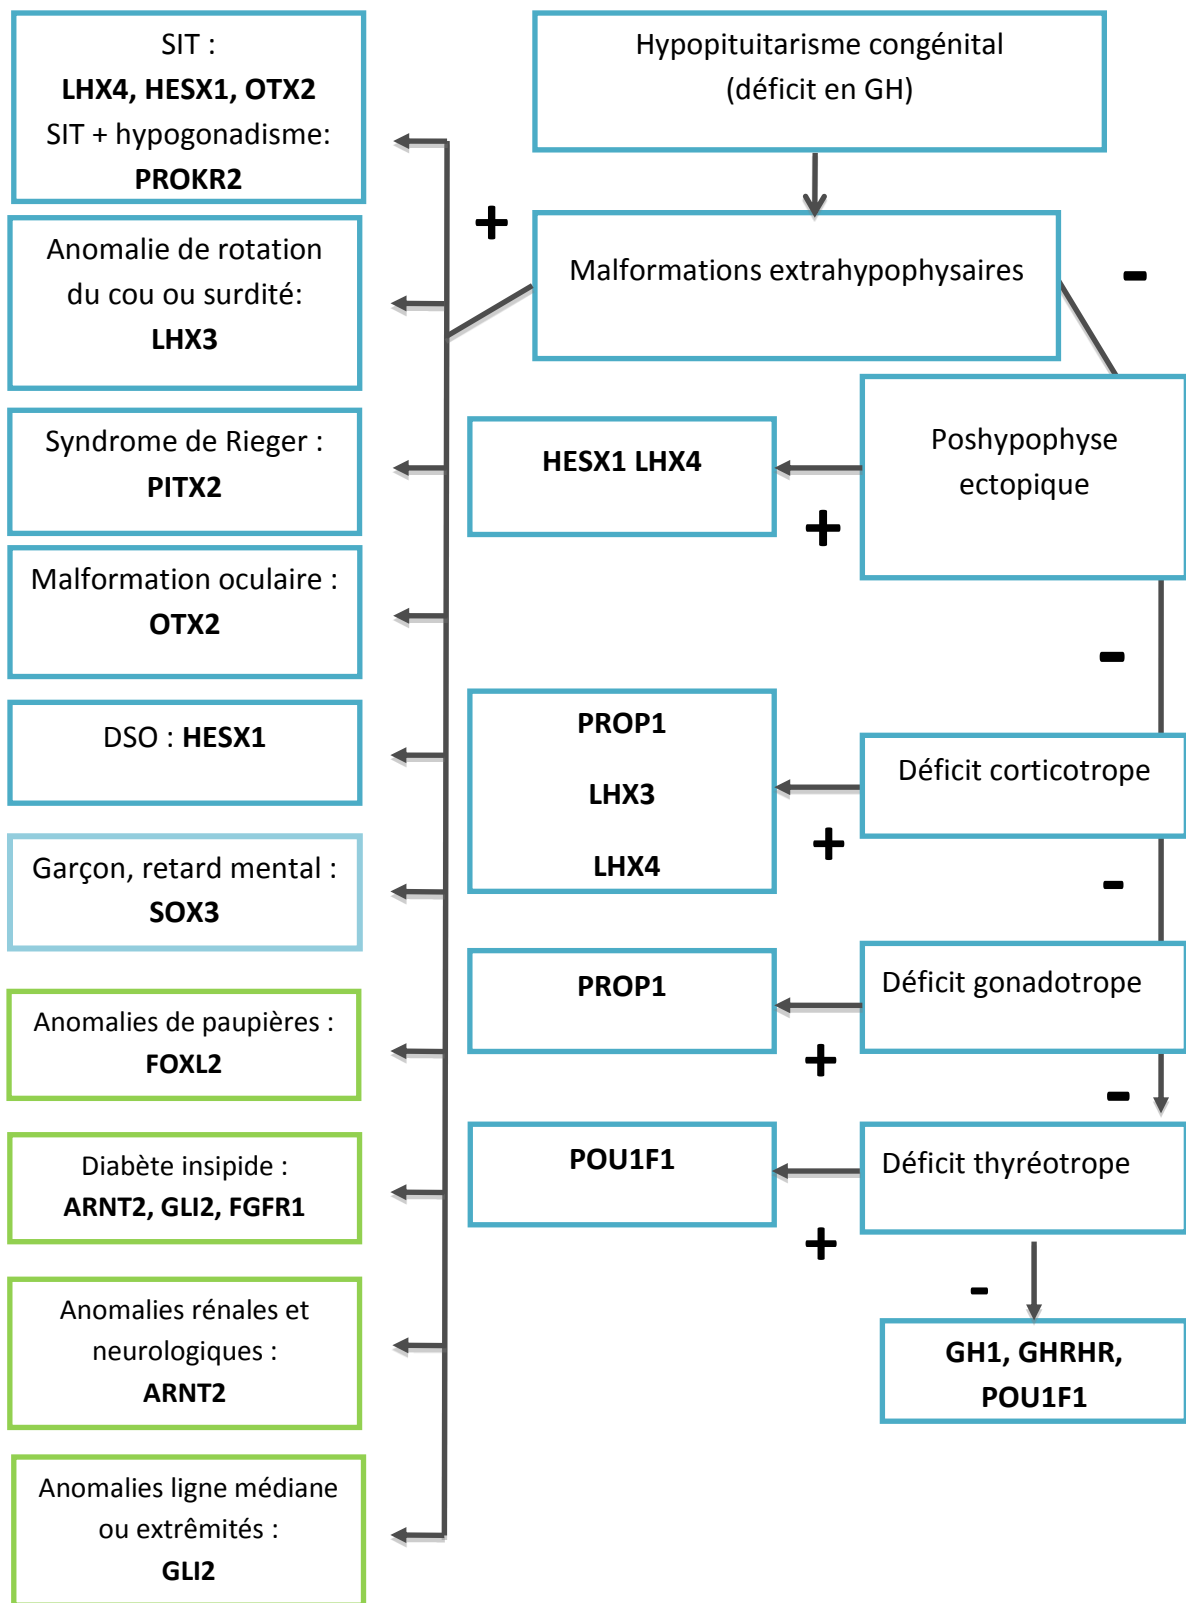 SIT :
LHX4, HESX1, OTX2
SIT + hypogonadisme:
PROKR2
Anomalie de rotation
du cou ou surdité:
LHX3
Syndrome de Rieger :
PITX2
Malformation oculaire :
OTX2
DSO : HESX1
Garçon, retard mental :
SOX3
Anomalies de paupières :
FOXL2
Diabète insipide :
ARNT2, GLI2, FGFR1
Anomalies rénales et
neurologiques :
ARNT2
Anomalies ligne médiane
ou extrêmités :
GLI2
Hypopituitarisme congénital
(déficit en GH)
+
Malformations extrahypophysaires
-
HESX1 LHX4
+
Poshypophyse
ectopique
-
PROP1
LHX3
LHX4
+
Déficit corticotrope
-
PROP1
+
Déficit gonadotrope
-
POU1F1
+
Déficit thyréotrope
-
GH1, GHRHR,
POU1F1